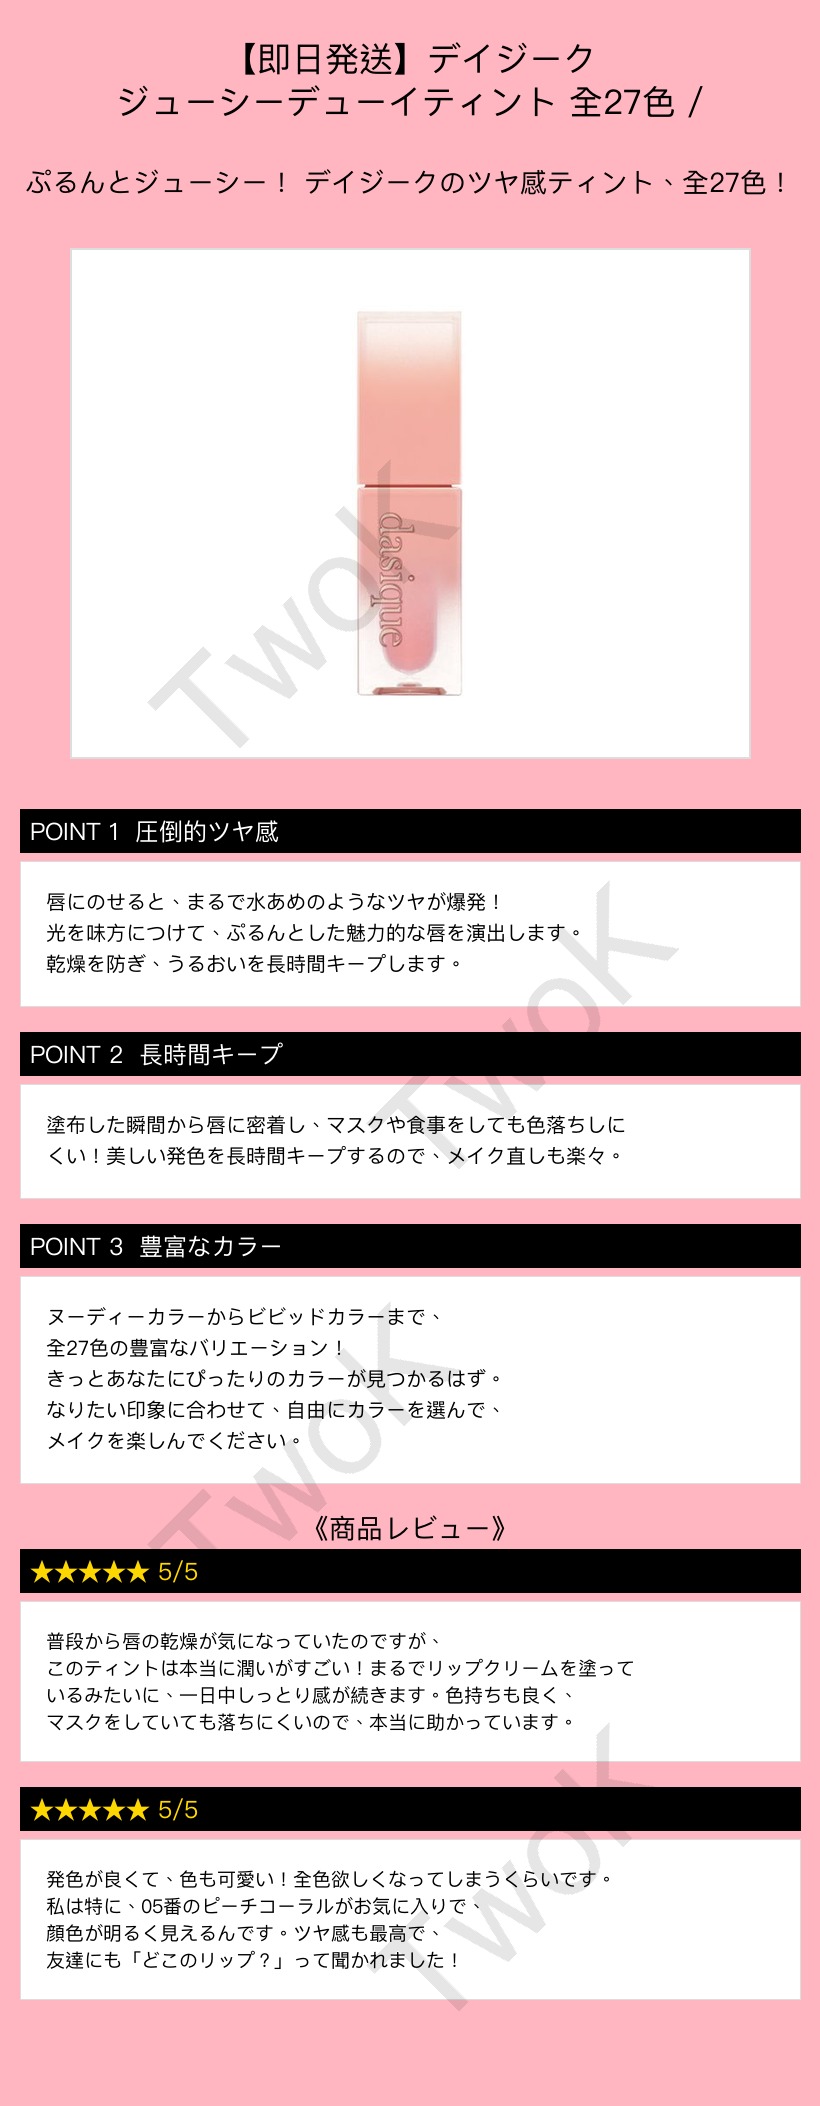 【即日発送】デイジーク
ジューシーデューイティント 全27色 /
ぷるんとジューシー！ デイジークのツヤ感ティント、全27色！
dasique
TwoK
POINT 1 圧倒的ツヤ感
唇にのせると、まるで水あめのようなツヤが爆発！
光を味方につけて、ぷるんとした魅力的な唇を演出します。
乾燥を防ぎ、うるおいを長時間キープします。
TwoK
POINT 2 長時間キープ
塗布した瞬間から唇に密着し、マスクや食事をしても色落ちしに
くい！美しい発色を長時間キープするので、メイク直しも楽々。
POINT 3 豊富なカラー
ヌーディーカラーからビビッドカラーまで、
全27色の豊富なバリエーション！
きっとあなたにぴったりのカラーが見つかるはず。
なりたい印象に合わせて、自由にカラーを選んで、
メイクを楽しんでください。
TwoK
《商品レビュー》
★★★★★ 5/5
普段から唇の乾燥が気になっていたのですが、
このティントは本当に潤いがすごい！まるでリップクリームを塗って
いるみたいに、一日中しっとり感が続きます。色持ちも良く、
マスクをしていても落ちにくいので、本当に助かっています。
★★★★★ 5/5
発色が良くて、色も可愛い！全色欲しくなってしまうくらいです。
私は特に、05番のピーチコーラルがお気に入りで、
顔色が明るく見えるんです。ツヤ感も最高で、
友達にも「どこのリップ？」って聞かれました！
TwoK